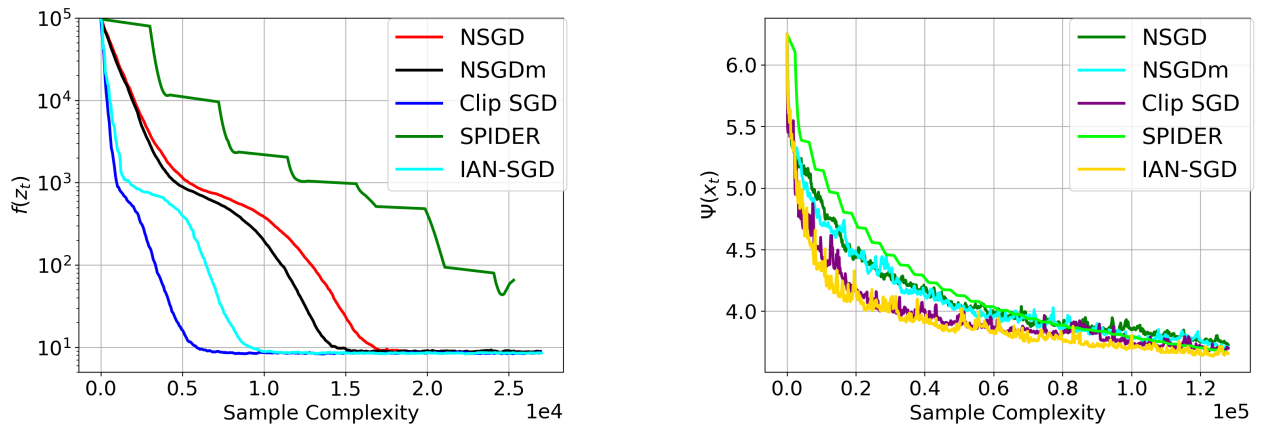 f(z_t)
10^5
10^4
10^3
10^2
10^1
NSGD
NSGDm
Clip SGD
SPIDER
IAN-SGD
0.0 0.5 1.0 1.5 2.0 2.5
Sample Complexity
1e4
Ψ(x_t)
6.0
5.5
5.0
4.5
4.0
NSGD
NSGDm
Clip SGD
SPIDER
IAN-SGD
0.0 0.2 0.4 0.6 0.8 1.0 1.2
Sample Complexity
1e5